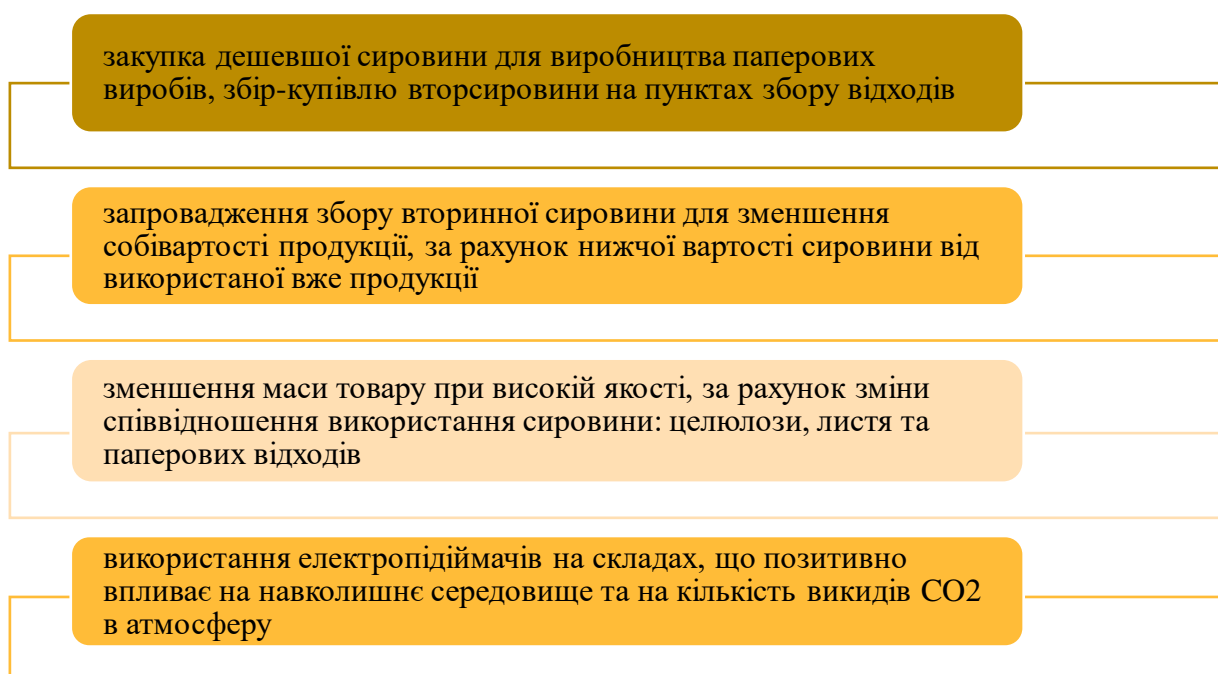 закупка дешевшої сировини для виробництва паперових
виробів, збір-купівлю вторсировини на пунктах збору відходів
запровадження збору вторинної сировини для зменшення
собівартості продукції, за рахунок нижчої вартості сировини від
використаної вже продукції
зменшення маси товару при високій якості, за рахунок зміни
співвідношення використання сировини: целюлози, листя та
паперових відходів
використання електропідіймачів на складах, що позитивно
впливає на навколишнє середовище та на кількість викидів СО2
в атмосферу